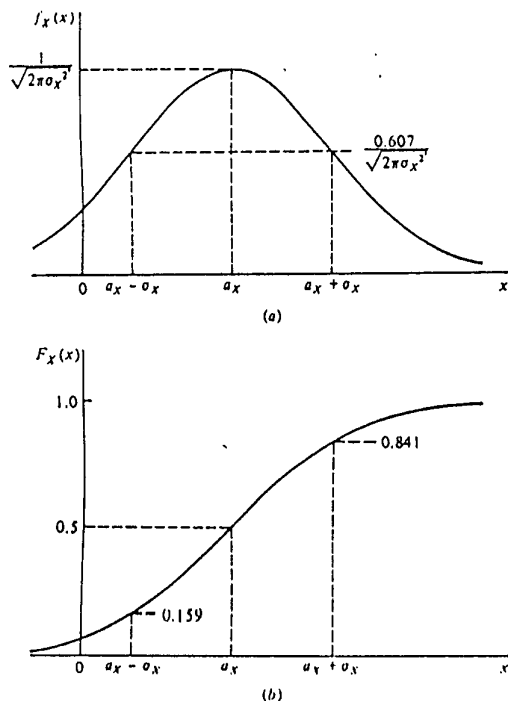 f_X(x)
1
√2πσ_X²
0.607
√2πσ_X²
0 a_X − σ_X a_X a_X + σ_X x
(a)
F_X(x)
1.0
0.841
0.5
0.159
0 a_X − σ_X a_X a_X + σ_X x
(b)